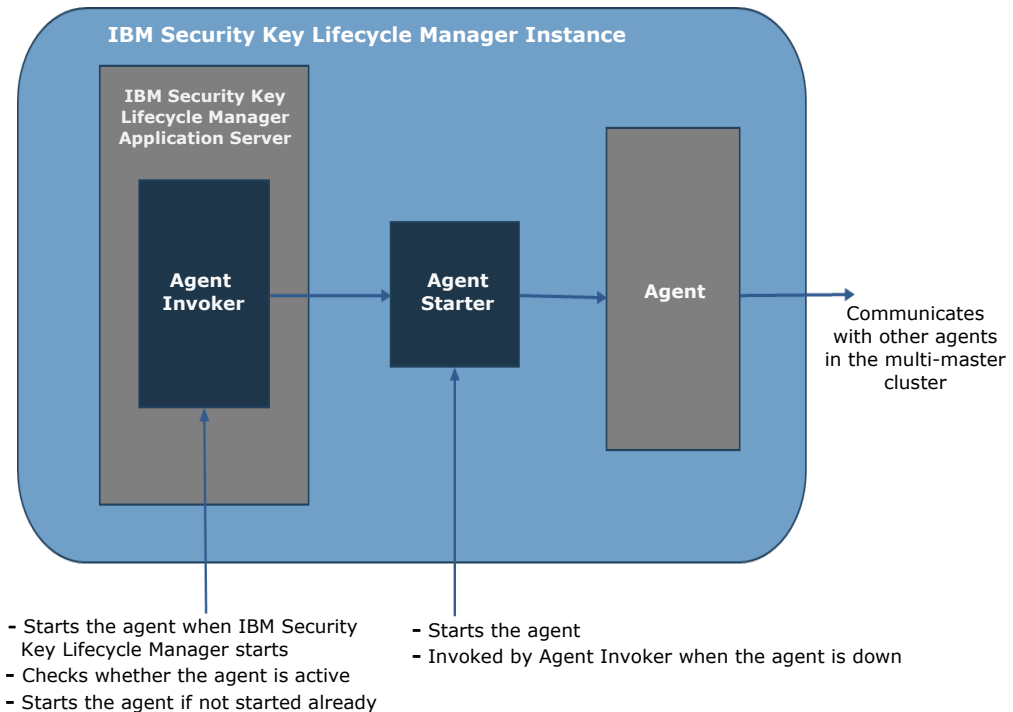 IBM Security Key Lifecycle Manager Instance
IBM Security Key
Lifecycle Manager
Application Server
Agent
Invoker
Agent
Starter
Agent
Communicates
with other agents
in the multi-master
cluster
- Starts the agent when IBM Security
Key Lifecycle Manager starts
- Checks whether the agent is active
- Starts the agent if not started already
- Starts the agent
- Invoked by Agent Invoker when the agent is down